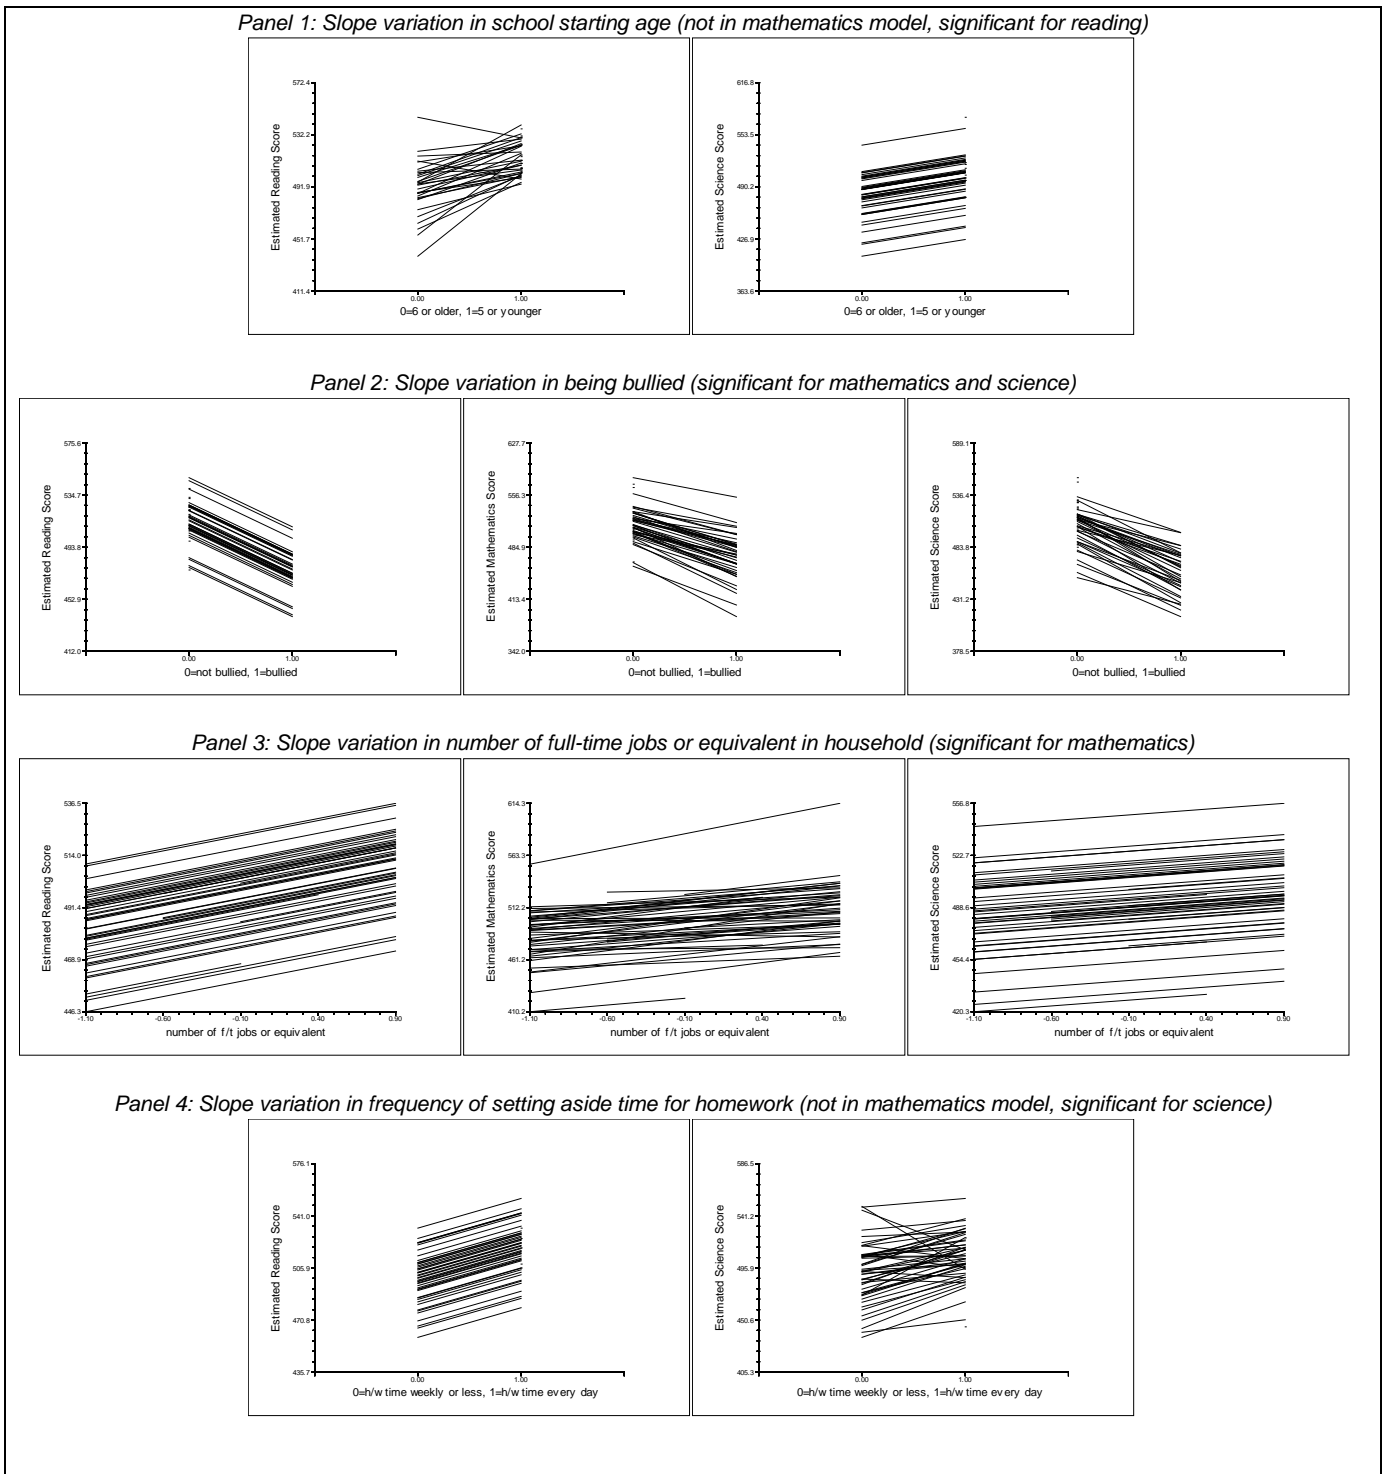 Panel 1: Slope variation in school starting age (not in mathematics model, significant for reading)
572.4
532.2
491.9
451.7
411.4
Estimated Reading Score
0.00 1.00
0=6 or older, 1=5 or younger
616.8
553.5
490.2
426.9
363.6
Estimated Science Score
0.00 1.00
0=6 or older, 1=5 or younger
Panel 2: Slope variation in being bullied (significant for mathematics and science)
575.6
534.7
493.8
452.9
412.0
Estimated Reading Score
0.00 1.00
0=not bullied, 1=bullied
627.7
556.3
484.9
413.4
342.0
Estimated Mathematics Score
0.00 1.00
0=not bullied, 1=bullied
589.1
536.4
483.8
431.2
378.5
Estimated Science Score
0.00 1.00
0=not bullied, 1=bullied
Panel 3: Slope variation in number of full-time jobs or equivalent in household (significant for mathematics)
536.5
514.0
491.4
468.9
446.3
Estimated Reading Score
-1.10 -0.60 -0.10 0.40 0.90
number of f/t jobs or equivalent
614.3
563.3
512.2
461.2
410.2
Estimated Mathematics Score
-1.10 -0.60 -0.10 0.40 0.90
number of f/t jobs or equivalent
556.8
522.7
488.6
454.4
420.3
Estimated Science Score
-1.10 -0.60 -0.10 0.40 0.90
number of f/t jobs or equivalent
Panel 4: Slope variation in frequency of setting aside time for homework (not in mathematics model, significant for science)
576.1
541.0
505.9
470.8
435.7
Estimated Reading Score
0.00 1.00
0=h/w time weekly or less, 1=h/w time every day
586.5
541.2
495.9
450.6
405.3
Estimated Science Score
0.00 1.00
0=h/w time weekly or less, 1=h/w time every day